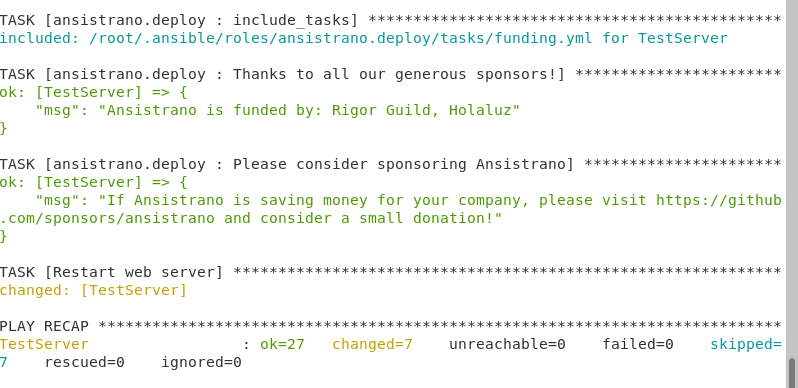 TASK [ansistrano.deploy : include_tasks] **********************************************
included: /root/.ansible/roles/ansistrano.deploy/tasks/funding.yml for TestServer
TASK [ansistrano.deploy : Thanks to all our generous sponsors!] ***********************
ok: [TestServer] => {
    "msg": "Ansistrano is funded by: Rigor Guild, Holaluz"
}
TASK [ansistrano.deploy : Please consider sponsoring Ansistrano] **********************
ok: [TestServer] => {
    "msg": "If Ansistrano is saving money for your company, please visit https://github
.com/sponsors/ansistrano and consider a small donation!"
}
TASK [Restart web server] *************************************************************
changed: [TestServer]
PLAY RECAP ****************************************************************************
TestServer                 : ok=27   changed=7    unreachable=0    failed=0    skipped=
7    rescued=0    ignored=0